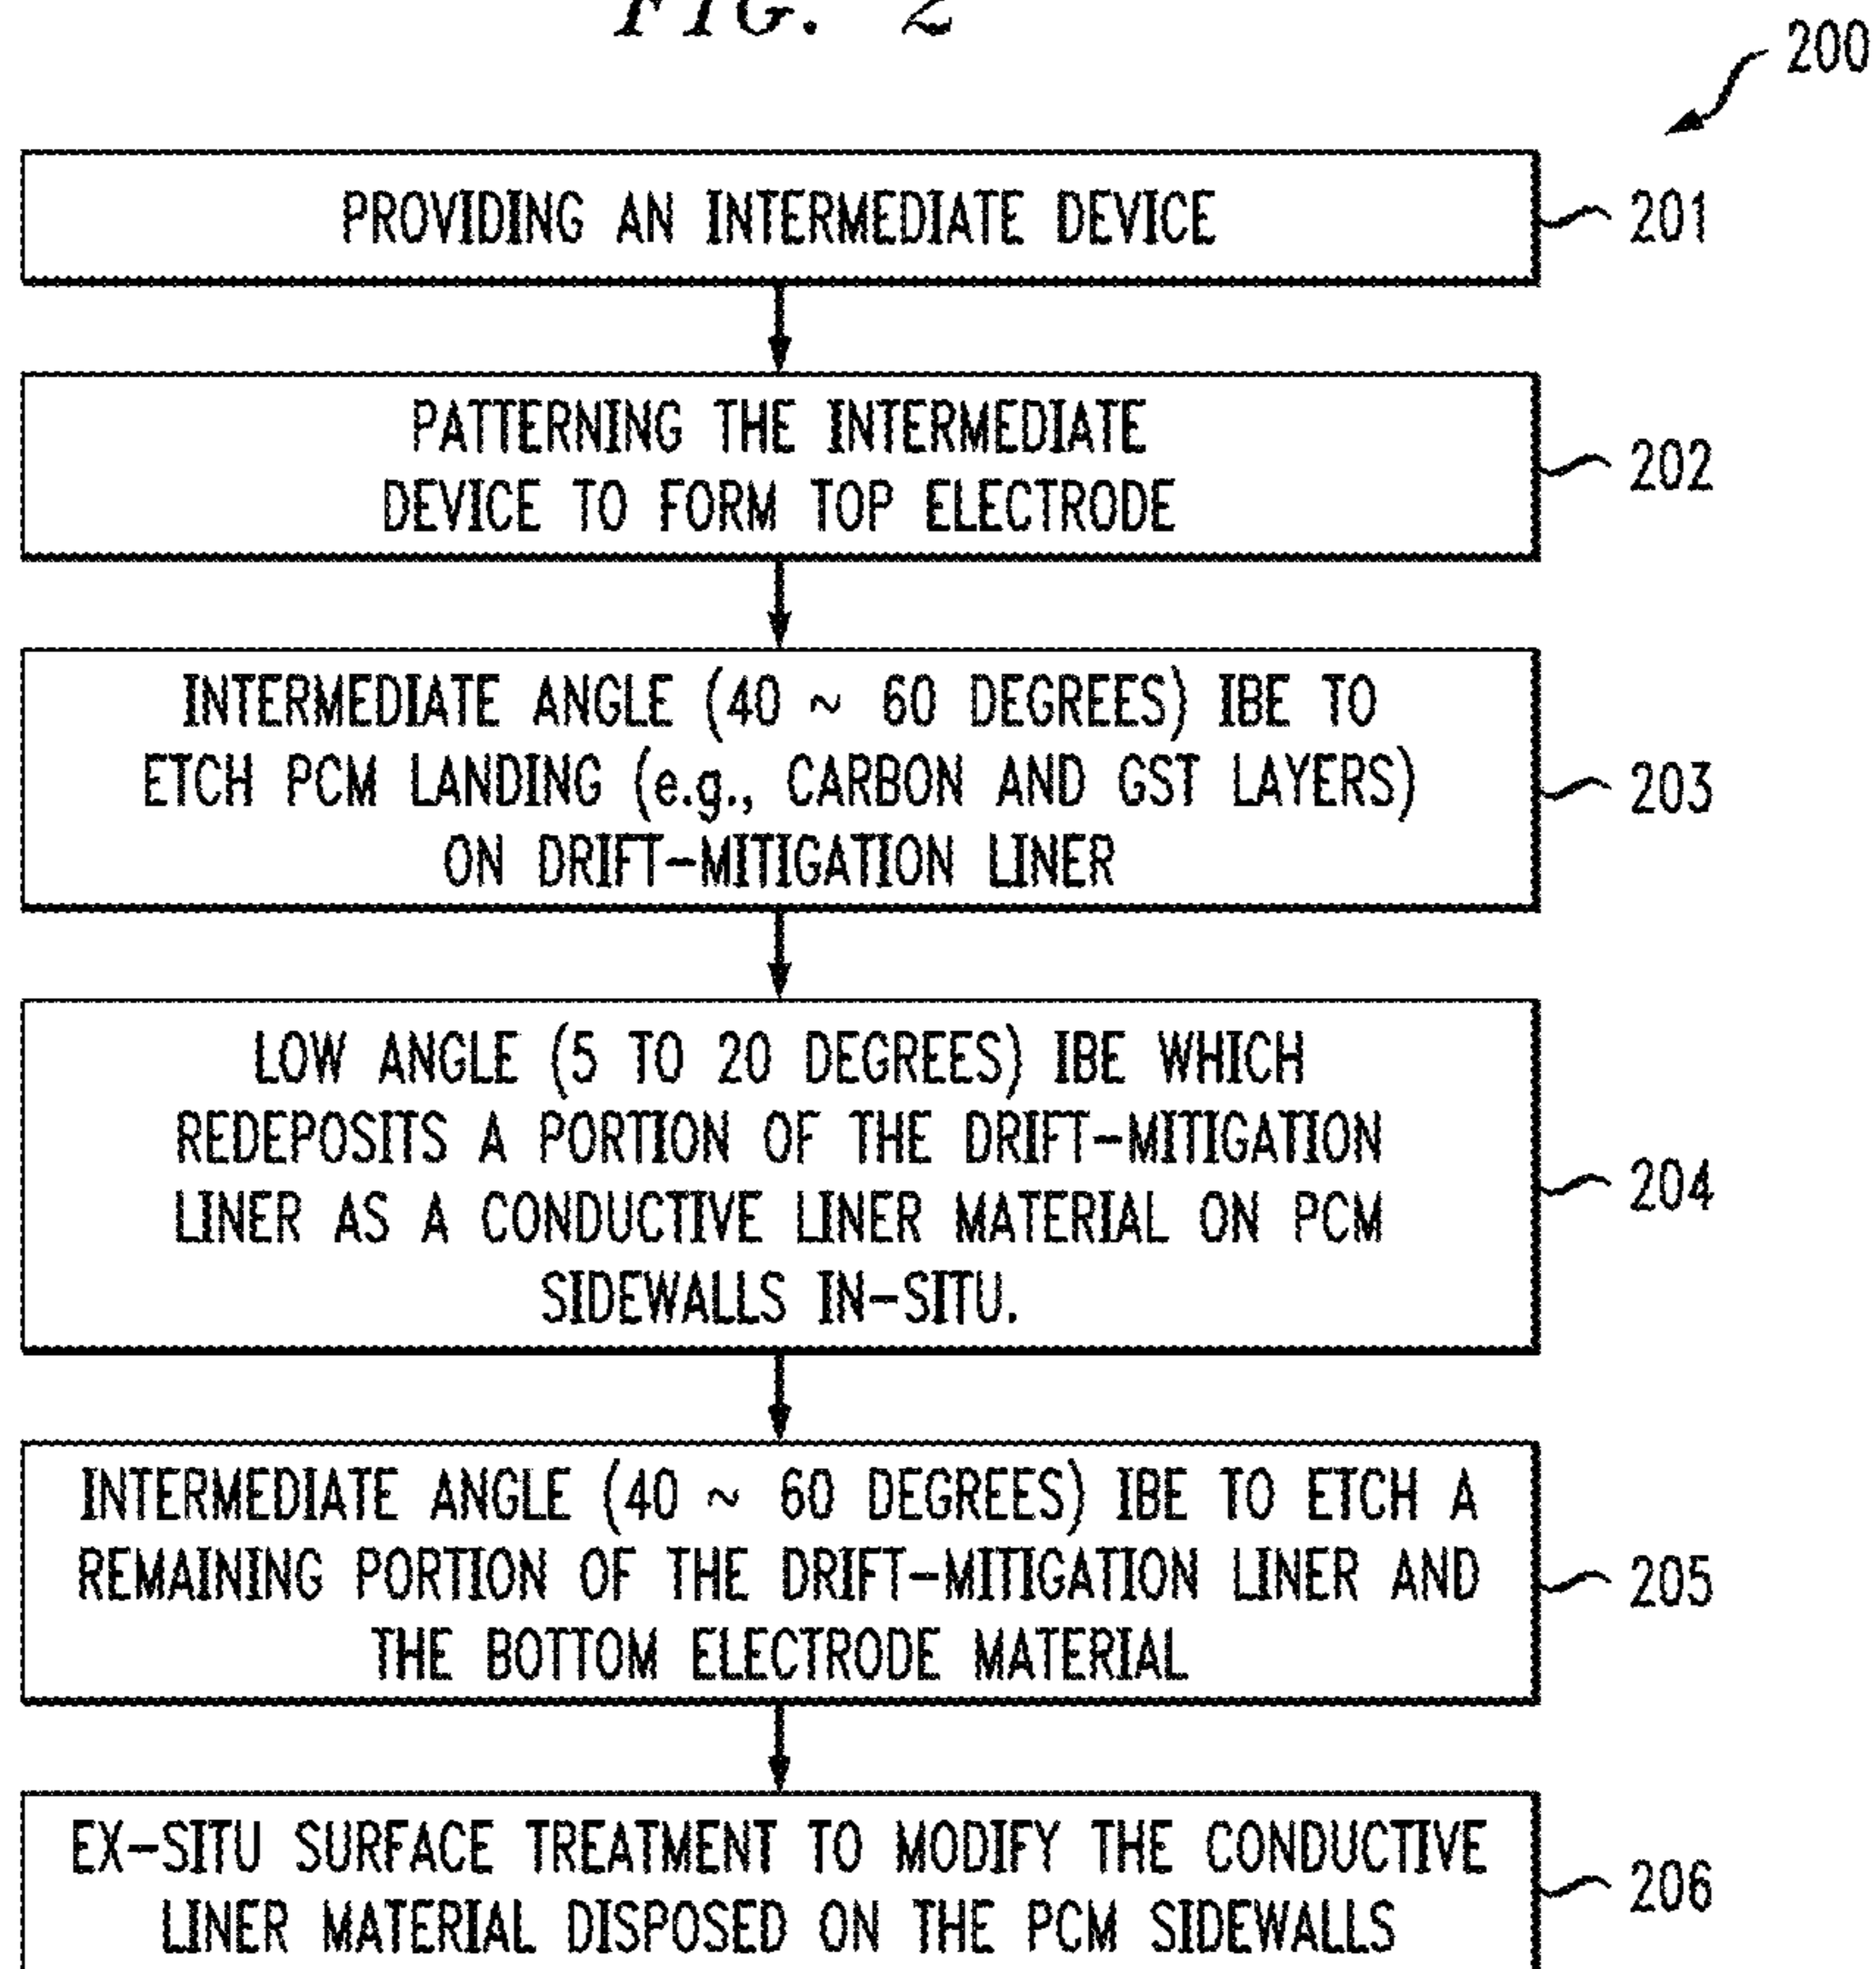 FIG. 2
200
PROVIDING AN INTERMEDIATE DEVICE
201
PATTERNING THE INTERMEDIATE
DEVICE TO FORM TOP ELECTRODE
202
INTERMEDIATE ANGLE (40 ~ 60 DEGREES) IBE TO
ETCH PCM LANDING (e.g., CARBON AND GST LAYERS)
ON DRIFT-MITIGATION LINER
203
LOW ANGLE (5 TO 20 DEGREES) IBE WHICH
REDEPOSITS A PORTION OF THE DRIFT-MITIGATION
LINER AS A CONDUCTIVE LINER MATERIAL ON PCM
SIDEWALLS IN-SITU.
204
INTERMEDIATE ANGLE (40 ~ 60 DEGREES) IBE TO ETCH A
REMAINING PORTION OF THE DRIFT-MITIGATION LINER AND
THE BOTTOM ELECTRODE MATERIAL
205
EX-SITU SURFACE TREATMENT TO MODIFY THE CONDUCTIVE
LINER MATERIAL DISPOSED ON THE PCM SIDEWALLS
206